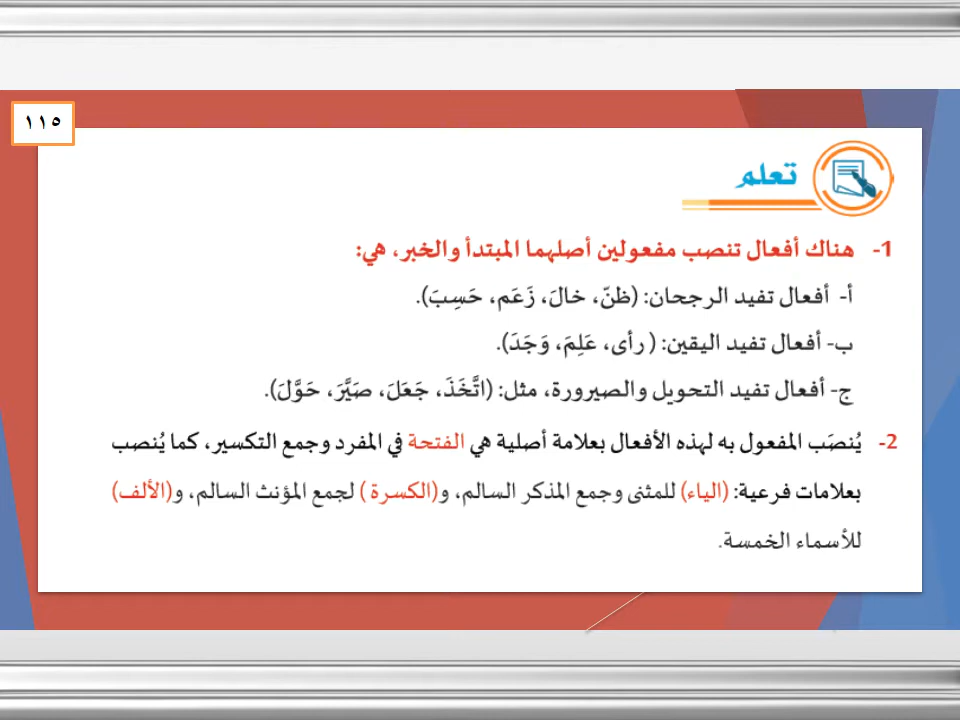 ١١٥
تعلم
1- هناك أفعال تنصب مفعولين أصلهما المبتدأ والخبر، هي:
أ- أفعال تفيد الرجحان: (ظنّ، خالَ، زَعَم، حَسِبَ).
ب- أفعال تفيد اليقين: ( رأى، عَلِمَ، وَجَدَ).
ج- أفعال تفيد التحويل والصيرورة، مثل: (اتَّخَذَ، جَعَلَ، صَيَّرَ، حَوَّلَ).
2- يُنصَب المفعول به لهذه الأفعال بعلامة أصلية هي الفتحة في المفرد وجمع التكسير، كما يُنصب
بعلامات فرعية: (الياء) للمثنى وجمع المذكر السالم، و(الكسرة ) لجمع المؤنث السالم، و(الألف)
للأسماء الخمسة.